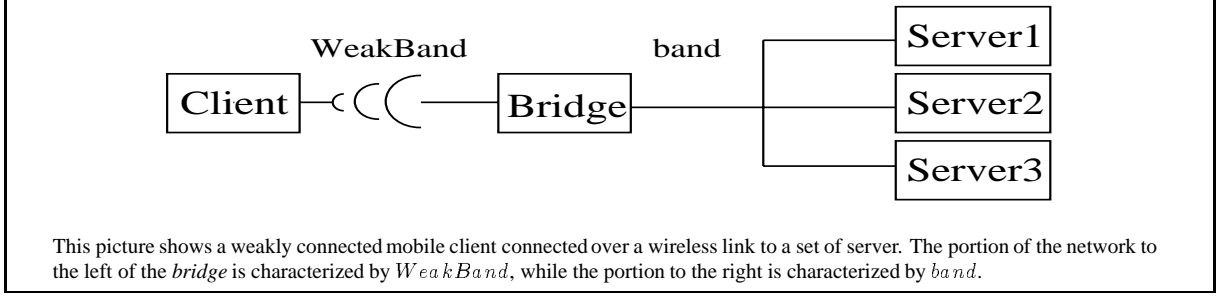 Server1
WeakBand
band
Client
Bridge
Server2
Server3
This picture shows a weakly connected mobile client connected over a wireless link to a set of server. The portion of the network to
the left of the bridge is characterized by WeakBand, while the portion to the right is characterized by band.